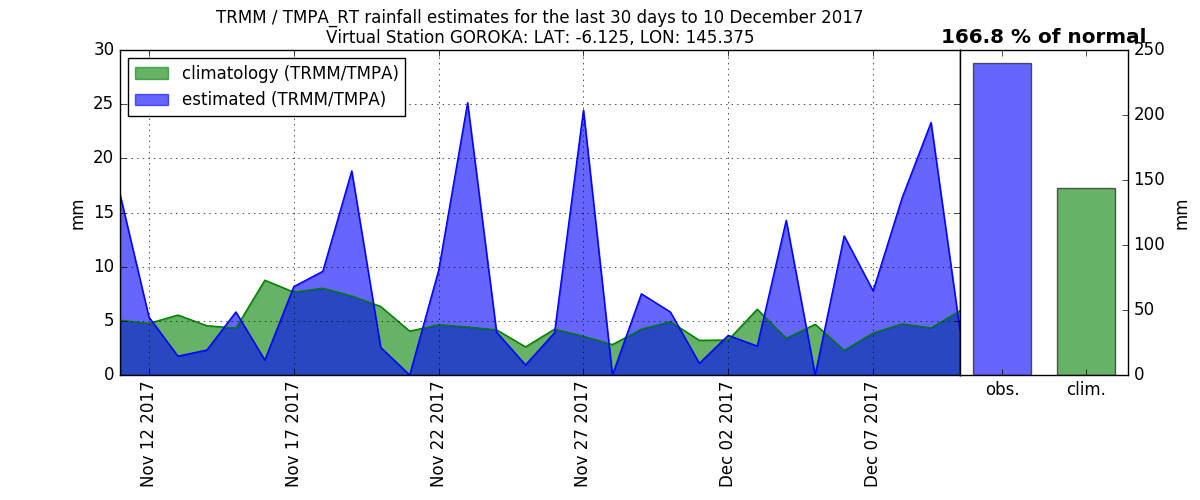 TRMM / TMPA_RT rainfall estimates for the last 30 days to 10 December 2017
Virtual Station GOROKA: LAT: -6.125, LON: 145.375
166.8 % of normal
climatology (TRMM/TMPA)
estimated (TRMM/TMPA)
30
25
20
15
10
5
0
mm
250
200
150
100
50
0
mm
Nov 12 2017
Nov 17 2017
Nov 22 2017
Nov 27 2017
Dec 02 2017
Dec 07 2017
obs.
clim.